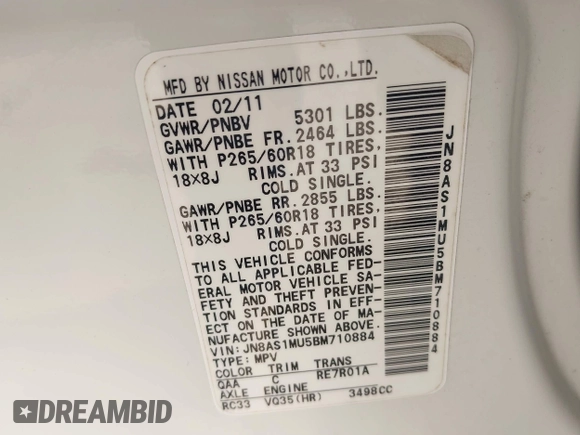 MFD BY NISSAN MOTOR CO.,LTD.
DATE 02/11
GVWR/PNBV 5301 LBS.
GAWR/PNBE FR. 2464 LBS.
WITH P265/60R18 TIRES,
18X8J RIMS.AT 33 PSI
COLD SINGLE.
GAWR/PNBE RR. 2855 LBS.
WITH P265/60R18 TIRES,
18X8J RIMS.AT 33 PSI
COLD SINGLE.
THIS VEHICLE CONFORMS
TO ALL APPLICABLE FED-
ERAL MOTOR VEHICLE SA-
FETY AND THEFT PREVEN-
TION STANDARDS IN EFF-
ECT ON THE DATE OF MA-
NUFACTURE SHOWN ABOVE.
VIN:JN8AS1MU5BM710884
TYPE:MPV
COLOR TRIM TRANS
QAA C RE7R01A
AXLE ENGINE
RC33 VQ35(HR) 3498CC
JN8AS1MU5BM710884
DREAMBID